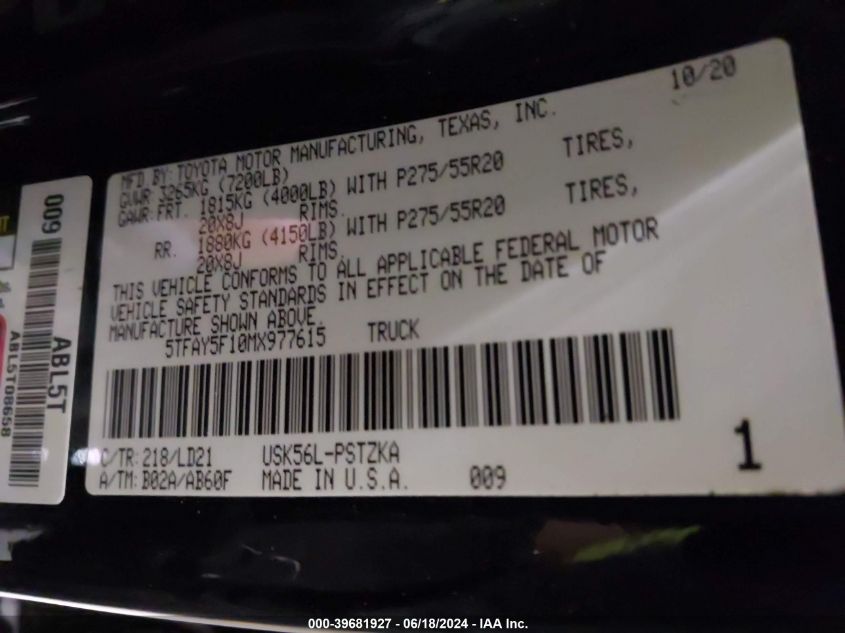 10/20
MFD BY: TOYOTA MOTOR MANUFACTURING, TEXAS, INC.
GVWR 3265KG (7200LB)
GAWR: FRT. 1815KG (4000LB) WITH P275/55R20 TIRES,
20X8J RIMS.
RR. 1880KG (4150LB) WITH P275/55R20 TIRES,
20X8J RIMS.
THIS VEHICLE CONFORMS TO ALL APPLICABLE FEDERAL MOTOR
VEHICLE SAFETY STANDARDS IN EFFECT ON THE DATE OF
MANUFACTURE SHOWN ABOVE.
5TFAY5F10MX977615 TRUCK
C/TR: 218/LD21 USK56L-PSTZKA
A/TM: B02A/AB60F MADE IN U.S.A. 009
1
009
ABL5T
ABL5T08658
000-39681927 - 06/18/2024 - IAA Inc.